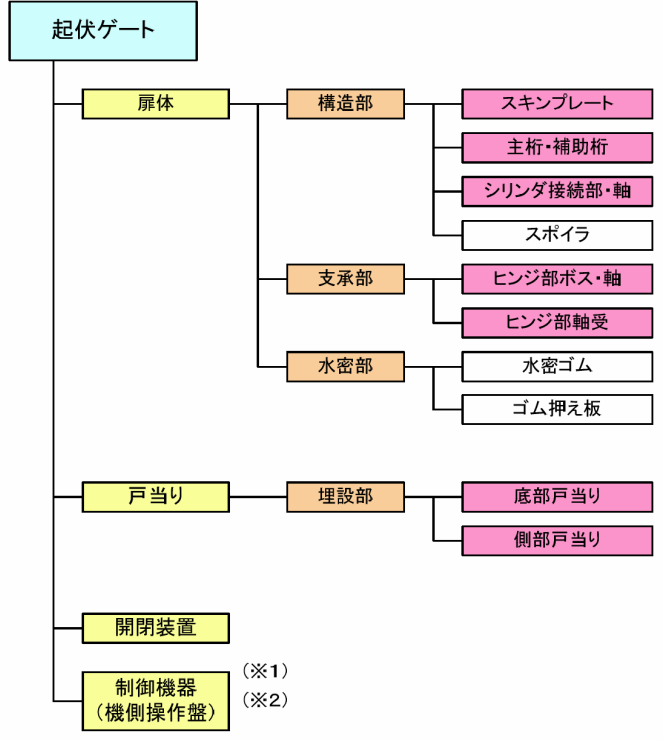 起伏ゲート
扉体
構造部
スキンプレート
主桁・補助桁
シリンダ接続部・軸
スポイラ
支承部
ヒンジ部ボス・軸
ヒンジ部軸受
水密部
水密ゴム
ゴム押え板
戸当り
埋設部
底部戸当り
側部戸当り
開閉装置
制御機器
(機側操作盤)
(※1)
(※2)